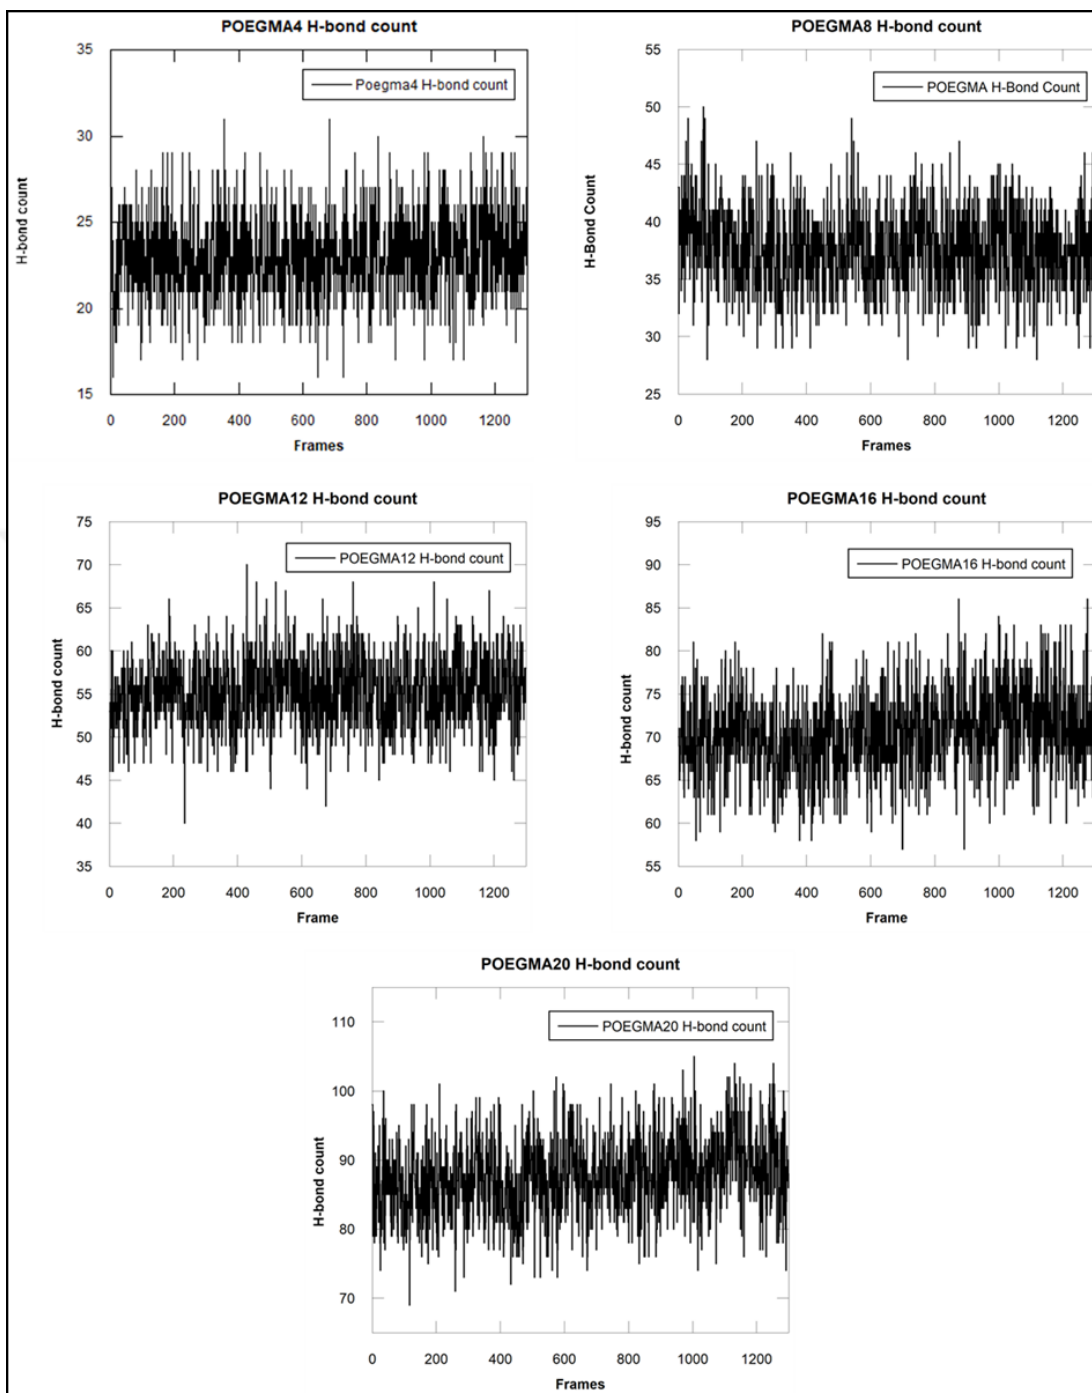 POEGMA4 H-bond count
35
30
25
20
15
H-bond count
Poegma4 H-bond count
0 200 400 600 800 1000 1200
Frames
POEGMA8 H-bond count
55
50
45
40
35
30
25
H-Bond Count
POEGMA H-Bond Count
0 200 400 600 800 1000 1200
Frames
POEGMA12 H-bond count
75
70
65
60
55
50
45
40
35
H-bond count
POEGMA12 H-bond count
0 200 400 600 800 1000 1200
Frame
POEGMA16 H-bond count
95
90
85
80
75
70
65
60
55
H-bond count
POEGMA16 H-bond count
0 200 400 600 800 1000 1200
Frame
POEGMA20 H-bond count
110
100
90
80
70
H-bond count
POEGMA20 H-bond count
0 200 400 600 800 1000 1200
Frames